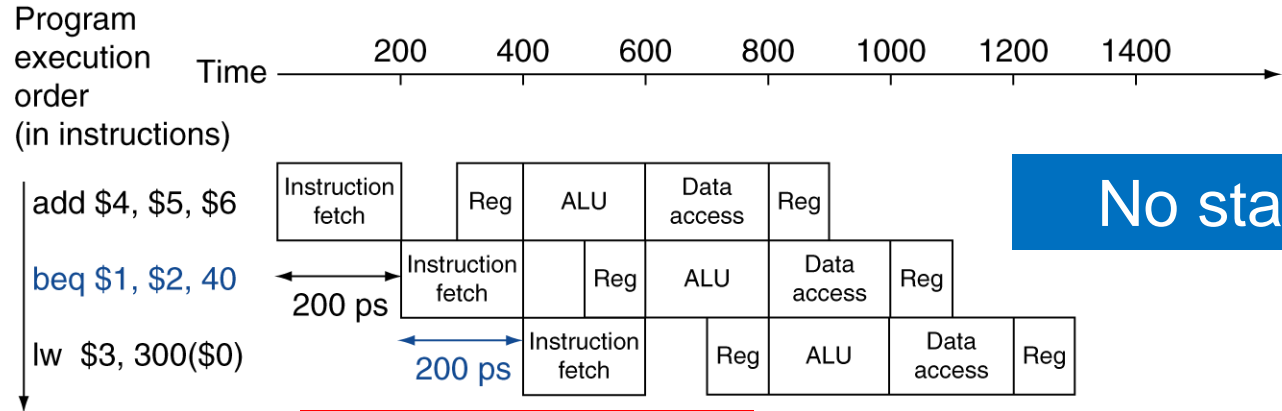 Program
execution
order
(in instructions)
Time
200 400 600 800 1000 1200 1400
add $4, $5, $6
Instruction
fetch
Reg
ALU
Data
access
Reg
No sta
beq $1, $2, 40
200 ps
Instruction
fetch
Reg
ALU
Data
access
Reg
lw $3, 300($0)
200 ps
Instruction
fetch
Reg
ALU
Data
access
Reg